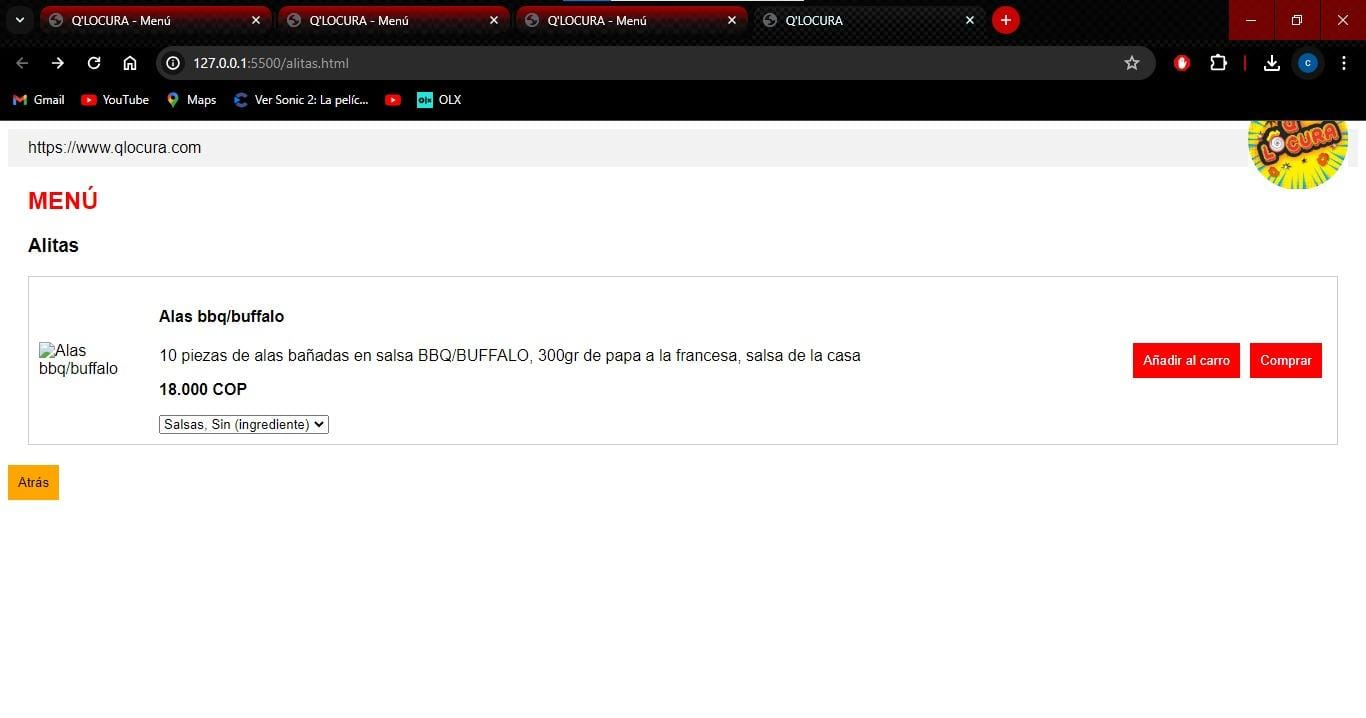 Q'LOCURA - Menú
Q'LOCURA - Menú
Q'LOCURA - Menú
Q'LOCURA
127.0.0.1:5500/alitas.html
c
Gmail
YouTube
Maps
Ver Sonic 2: La pelíc...
OLX
https://www.qlocura.com
Q
LOCURA
MENÚ
Alitas
Alas bbq/buffalo
Alas
bbq/buffalo
10 piezas de alas bañadas en salsa BBQ/BUFFALO, 300gr de papa a la francesa, salsa de la casa
18.000 COP
Salsas, Sin (ingrediente)
Añadir al carro
Comprar
Atrás